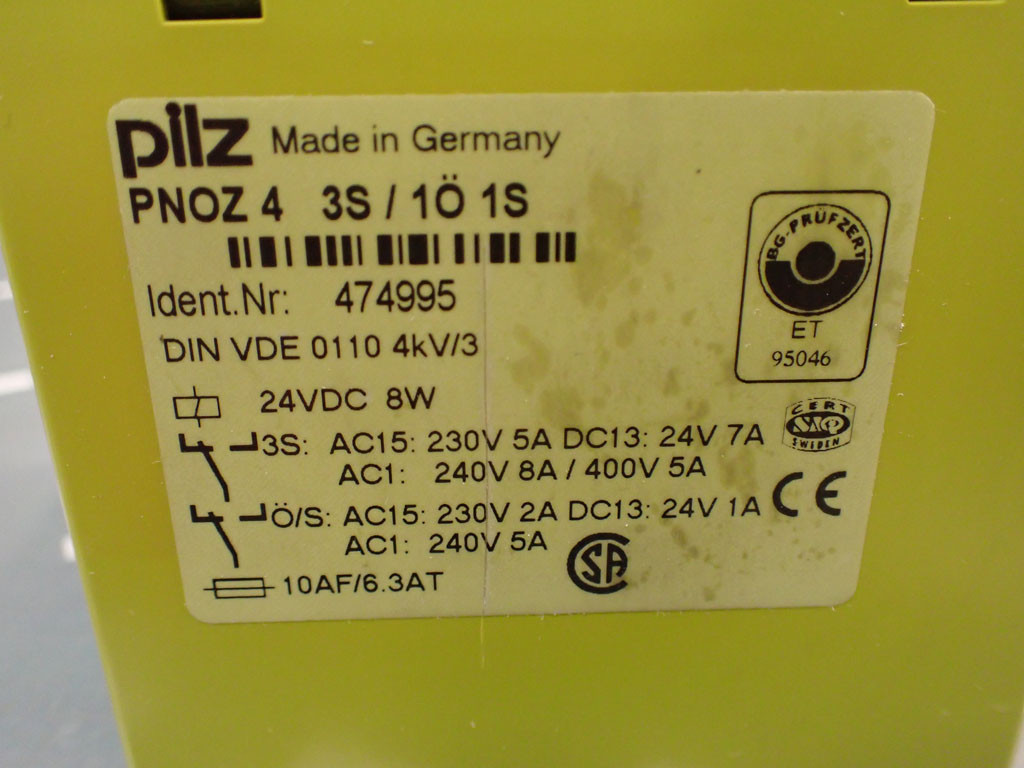 pilz Made in Germany
PNOZ 4 3S / 1Ö 1S
Ident.Nr: 474995
DIN VDE 0110 4kV/3
24VDC 8W
3S: AC15: 230V 5A DC13: 24V 7A
AC1: 240V 8A / 400V 5A
Ö/S: AC15: 230V 2A DC13: 24V 1A
AC1: 240V 5A
10AF/6.3AT
BG-PRÜFZERT
ET
95046
CERT
SWEDEN
CE
CSA